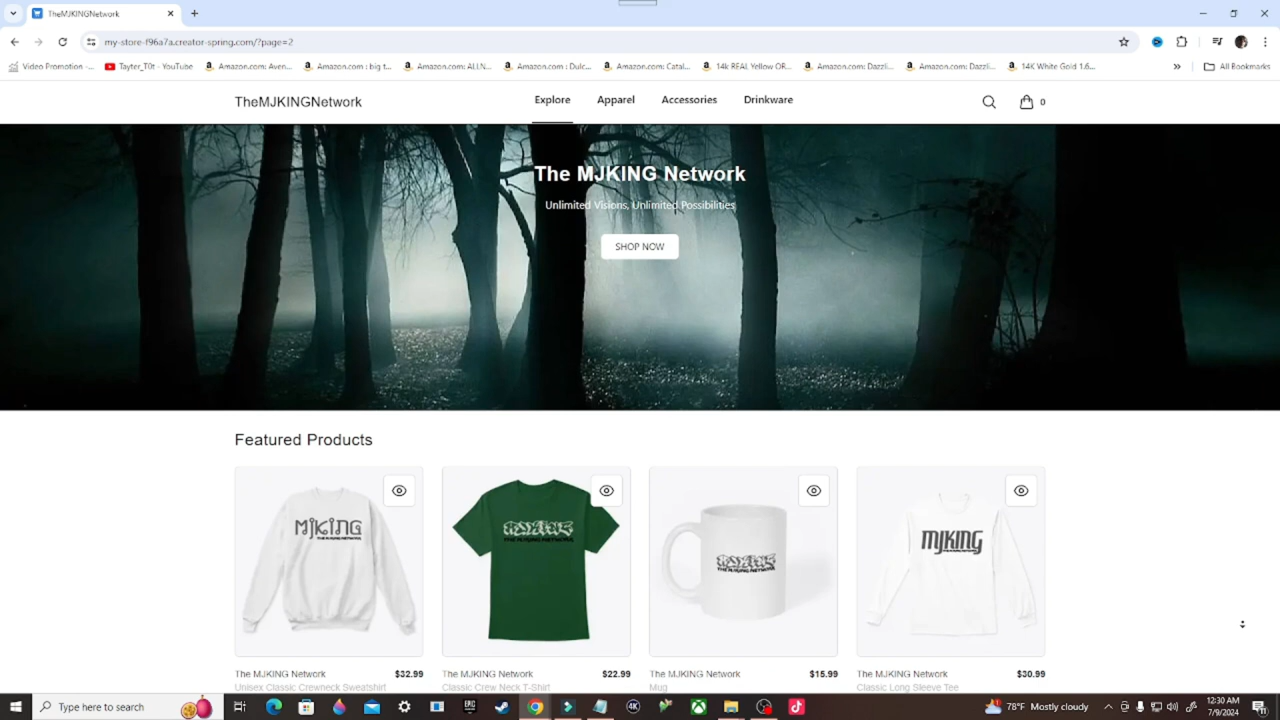 TheMJKINGNetwork
my-store-f96a7a.creator-spring.com/?page=2
Video Promotion -...
Tayter_T0t - YouTube
Amazon.com: Aven...
Amazon.com : big t...
Amazon.com: ALLN...
Amazon.com : Dulc...
Amazon.com: Catal...
14k REAL Yellow OR...
Amazon.com: Dazzli...
Amazon.com: Dazzli...
14K White Gold 1.6...
»
All Bookmarks
TheMJKINGNetwork
Explore
Apparel
Accessories
Drinkware
0
The MJKING Network
Unlimited Visions, Unlimited Possibilities
SHOP NOW
Featured Products
MJKING
THE MJKING NETWORK
MJKING
THE MJKING NETWORK
MJKING
THE MJKING NETWORK
MJKING
The MJKING Network $32.99
Unisex Classic Crewneck Sweatshirt
The MJKING Network $22.99
Classic Crew Neck T-Shirt
The MJKING Network $15.99
Mug
The MJKING Network $30.99
Classic Long Sleeve Tee
Type here to search
EPIC
4K
78°F Mostly cloudy
12:30 AM
7/9/2024